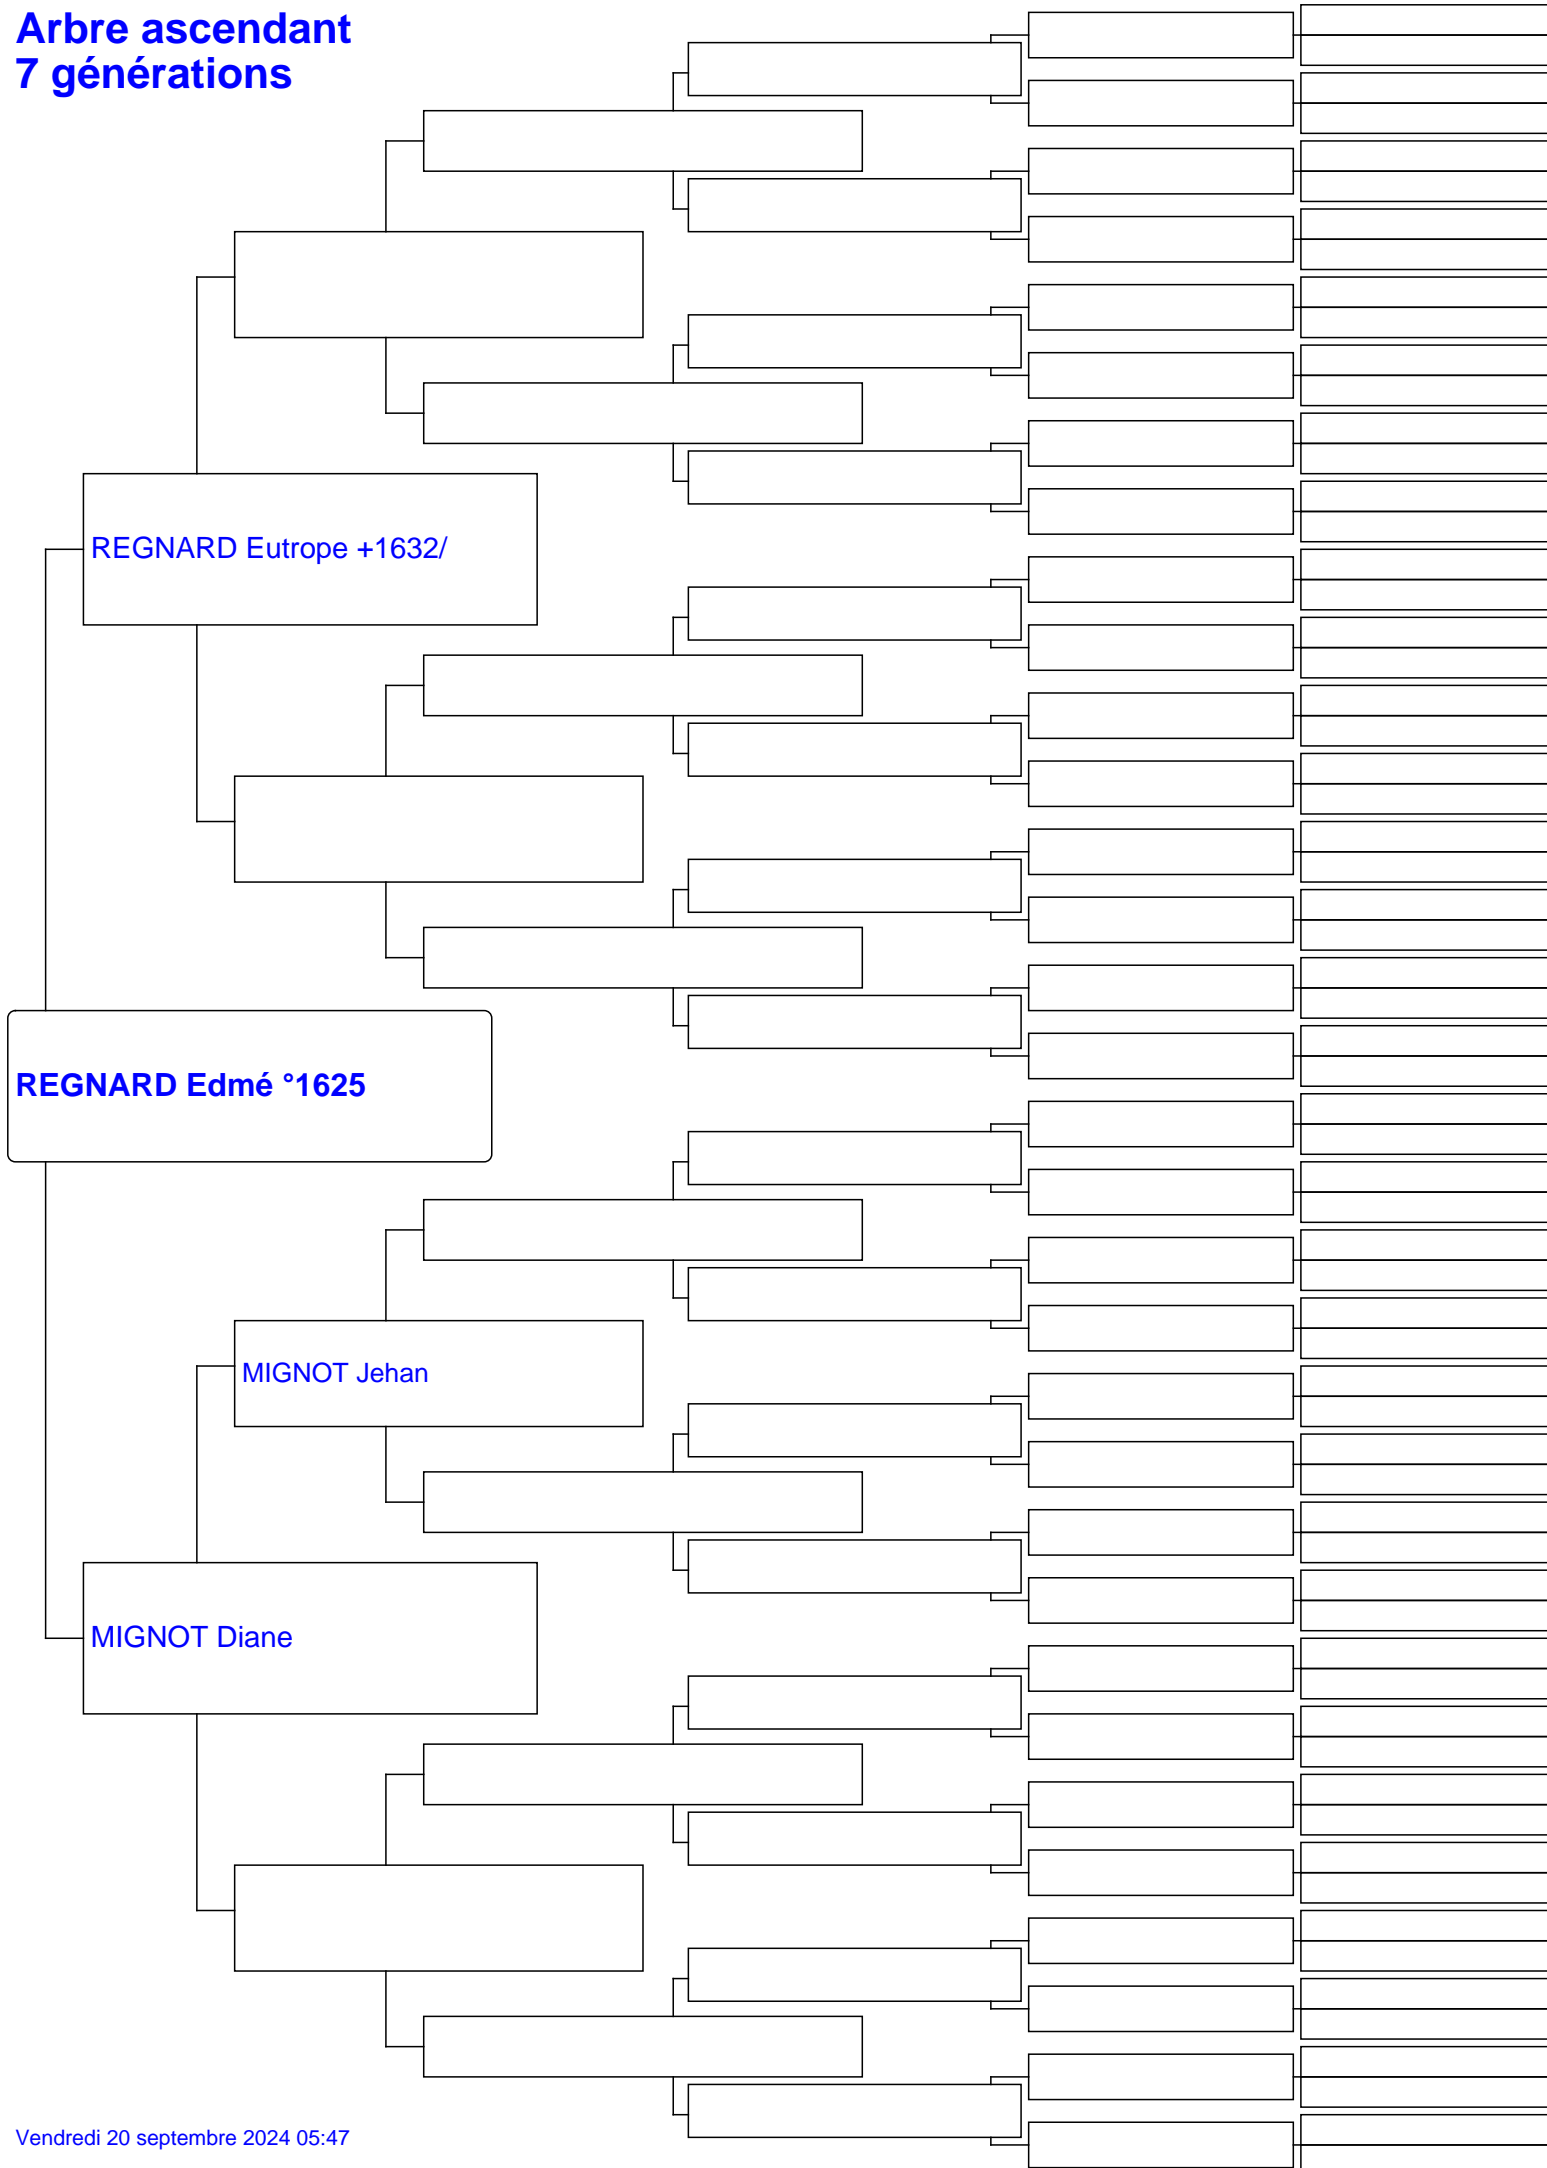 Arbre ascendant
7 générations
REGNARD Eutrope +1632/
REGNARD Edmé °1625
MIGNOT Jehan
MIGNOT Diane
Vendredi 20 septembre 2024 05:47